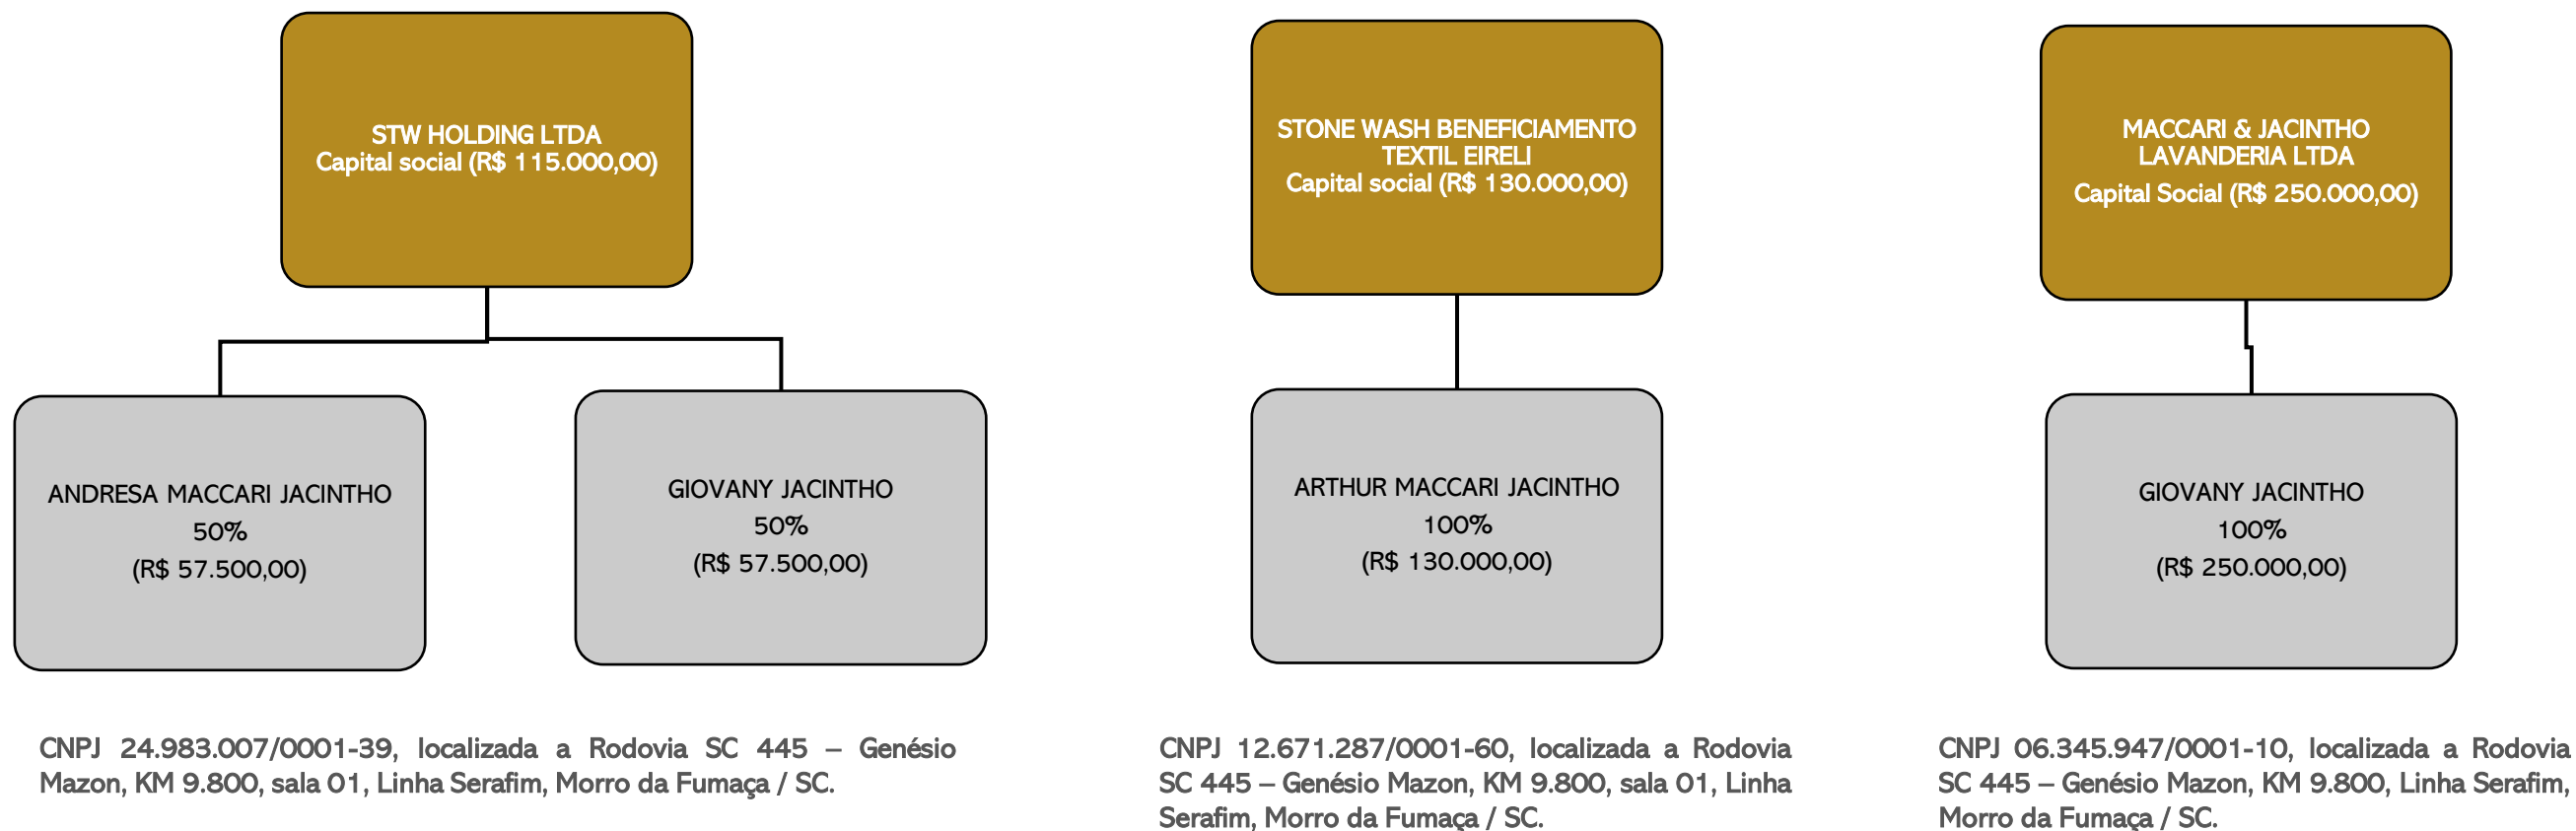 STW HOLDING LTDA
Capital social (R$ 115.000,00)
ANDRESA MACCARI JACINTHO
50%
(R$ 57.500,00)
GIOVANY JACINTHO
50%
(R$ 57.500,00)
CNPJ 24.983.007/0001-39, localizada a Rodovia SC 445 – Genésio
Mazon, KM 9.800, sala 01, Linha Serafim, Morro da Fumaça / SC.
STONE WASH BENEFICIAMENTO
TEXTIL EIRELI
Capital social (R$ 130.000,00)
ARTHUR MACCARI JACINTHO
100%
(R$ 130.000,00)
CNPJ 12.671.287/0001-60, localizada a Rodovia
SC 445 – Genésio Mazon, KM 9.800, sala 01, Linha
Serafim, Morro da Fumaça / SC.
MACCARI & JACINTHO
LAVANDERIA LTDA
Capital Social (R$ 250.000,00)
GIOVANY JACINTHO
100%
(R$ 250.000,00)
CNPJ 06.345.947/0001-10, localizada a Rodovia
SC 445 – Genésio Mazon, KM 9.800, Linha Serafim,
Morro da Fumaça / SC.